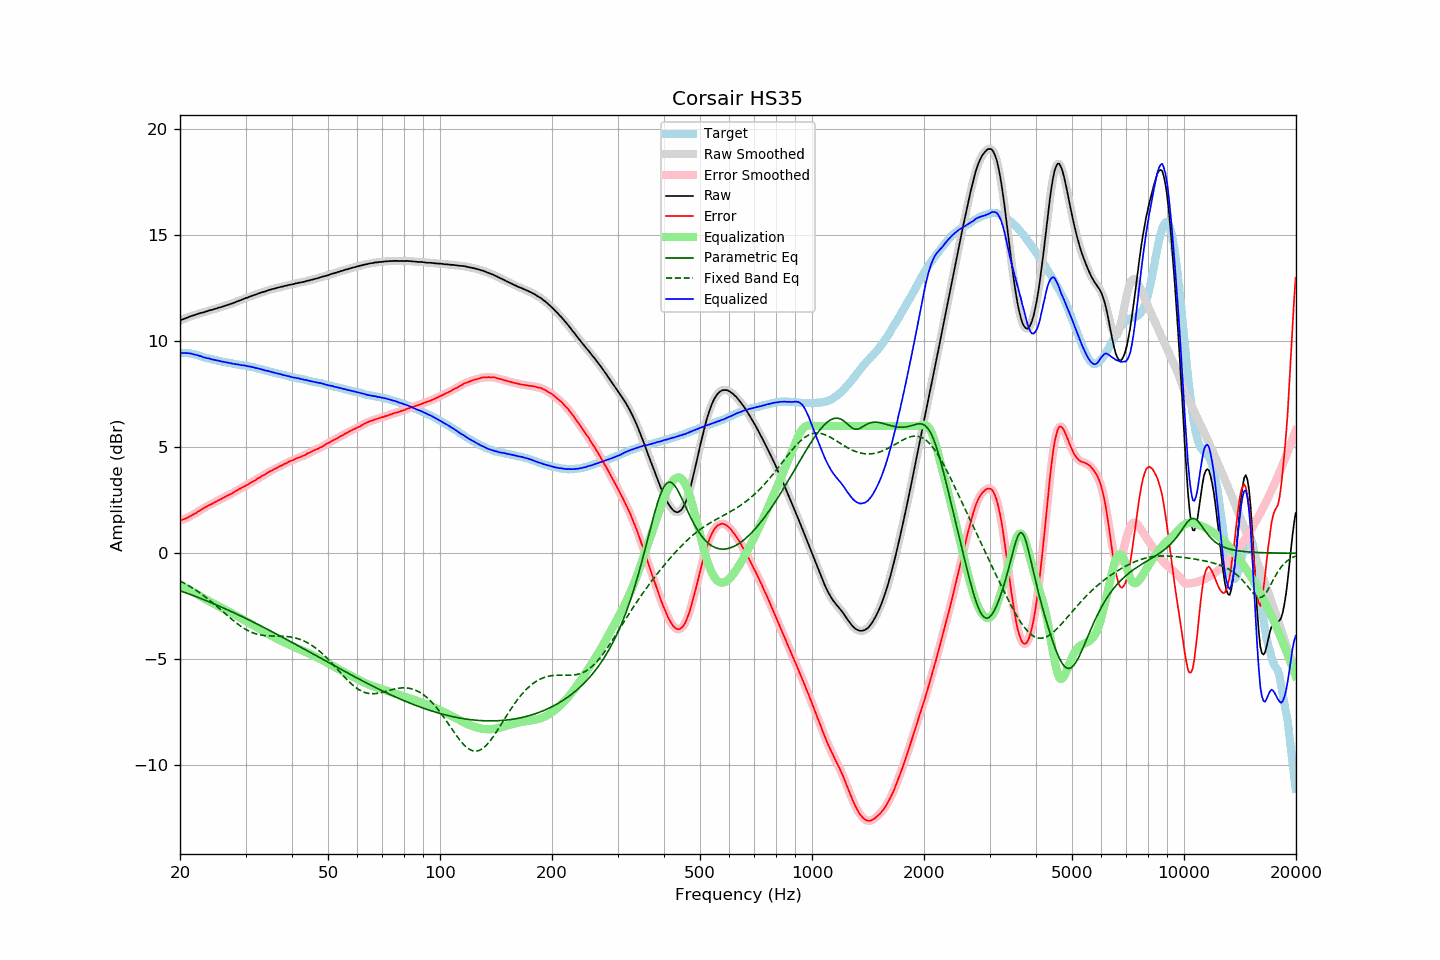 Corsair HS35
Target
Raw Smoothed
Error Smoothed
Raw
Error
Equalization
Parametric Eq
Fixed Band Eq
Equalized
Amplitude (dBr)
20
15
10
5
0
−5
−10
20 50 100 200 500 1000 2000 5000 10000 20000
Frequency (Hz)